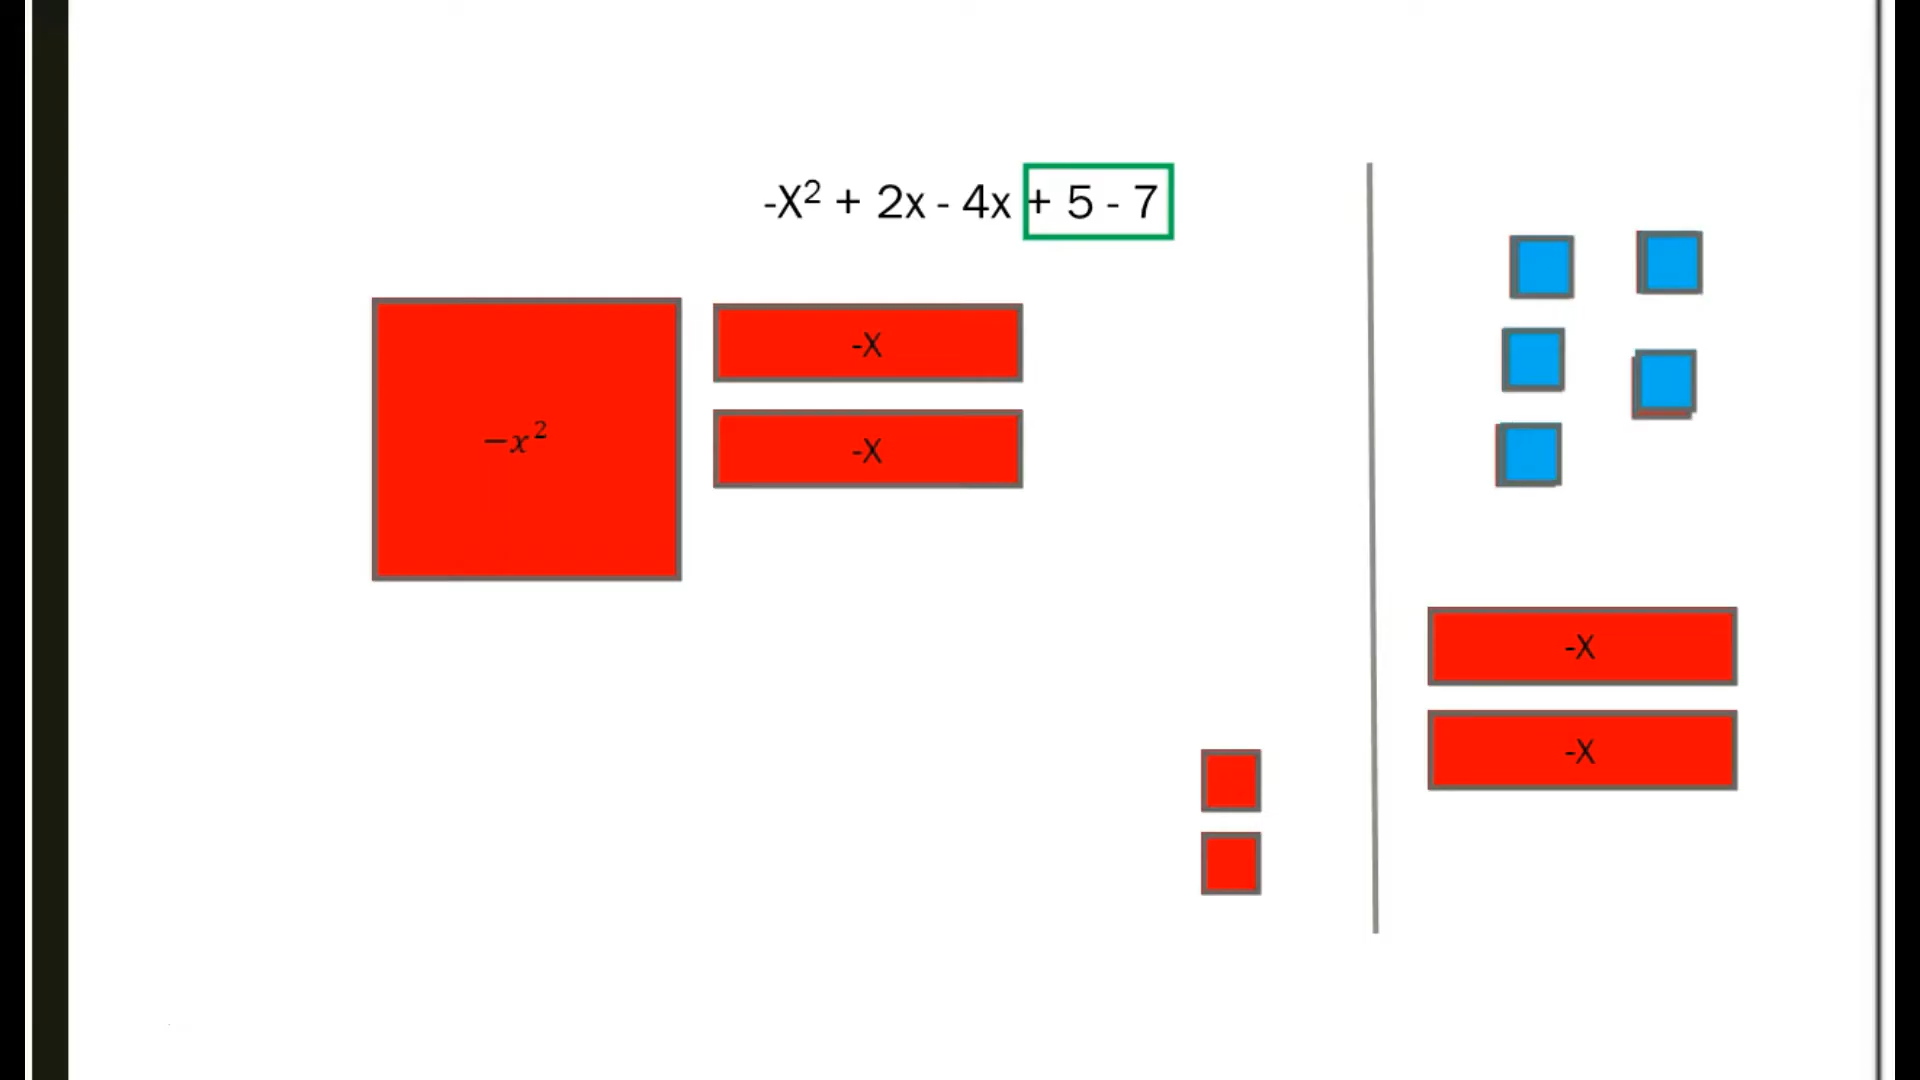 -X² + 2x - 4x + 5 - 7
-X
-X
−x²
-X
-X